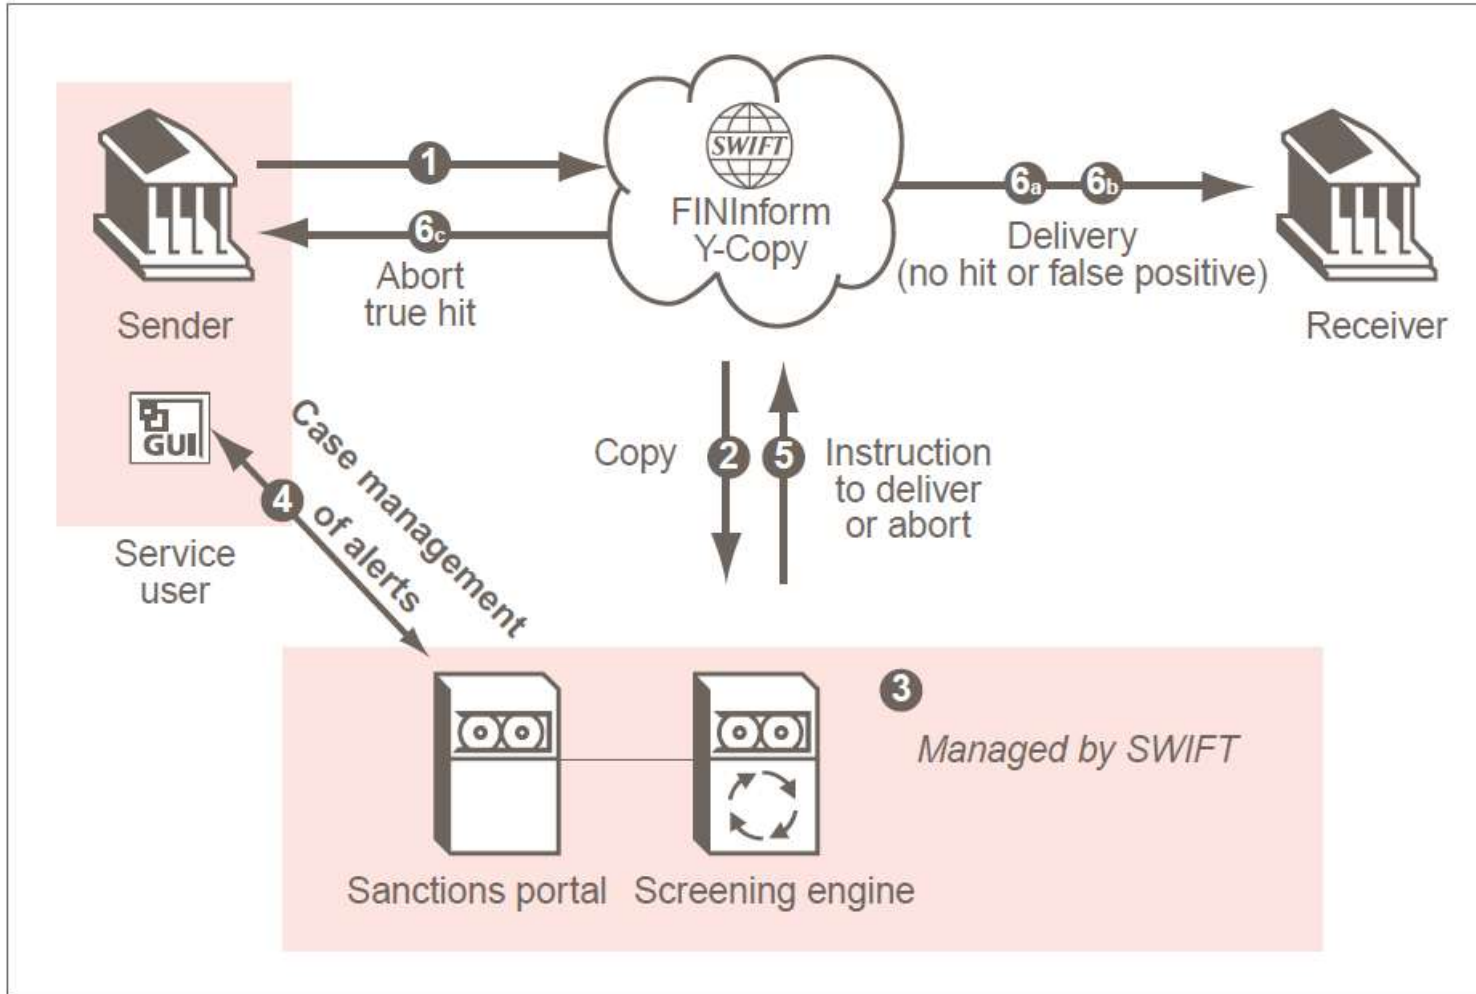 SWIFT
FINInform
Y-Copy
1
6c
Abort
true hit
6a 6b
Delivery
(no hit or false positive)
Sender
Receiver
GUI
Service
user
4
Case management
of alerts
Copy
2
5
Instruction
to deliver
or abort
3
Managed by SWIFT
Sanctions portal
Screening engine